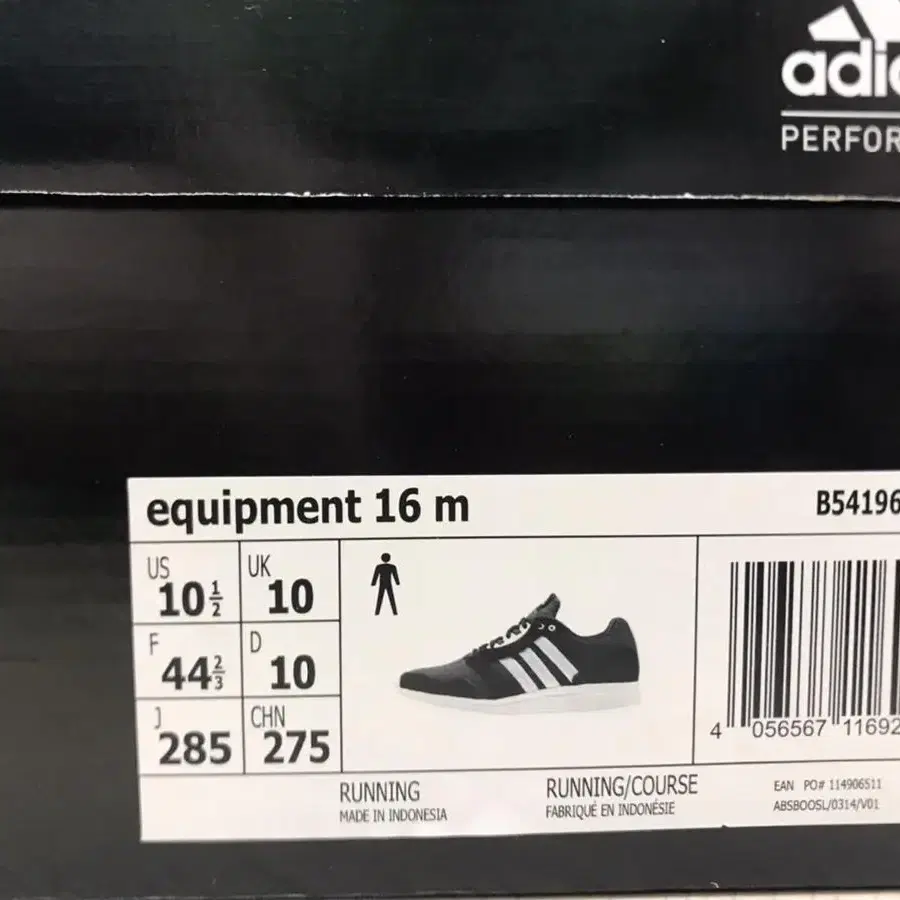 adi
PERFOR
equipment 16 m
B54196
US
10½
UK
10
F
44⅔
D
10
J
285
CHN
275
4 056567 11692
RUNNING
MADE IN INDONESIA
RUNNING/COURSE
FABRIQUÉ EN INDONÉSIE
EAN PO# 114906511
ABSBOOSL/0314/V01